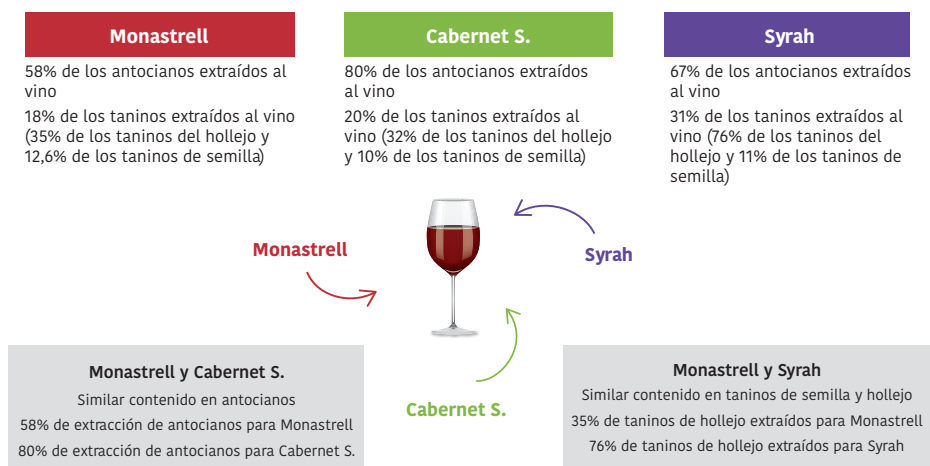 Monastrell
58% de los antocianos extraídos al
vino
18% de los taninos extraídos al vino
(35% de los taninos del hollejo y
12,6% de los taninos de semilla)
Cabernet S.
80% de los antocianos extraídos
al vino
20% de los taninos extraídos al
vino (32% de los taninos del hollejo
y 10% de los taninos de semilla)
Syrah
67% de los antocianos extraídos
al vino
31% de los taninos extraídos al
vino (76% de los taninos del
hollejo y 11% de los taninos de
semilla)
Monastrell
Syrah
Cabernet S.
Monastrell y Cabernet S.
Similar contenido en antocianos
58% de extracción de antocianos para Monastrell
80% de extracción de antocianos para Cabernet S.
Monastrell y Syrah
Similar contenido en taninos de semilla y hollejo
35% de taninos de hollejo extraídos para Monastrell
76% de taninos de hollejo extraídos para Syrah